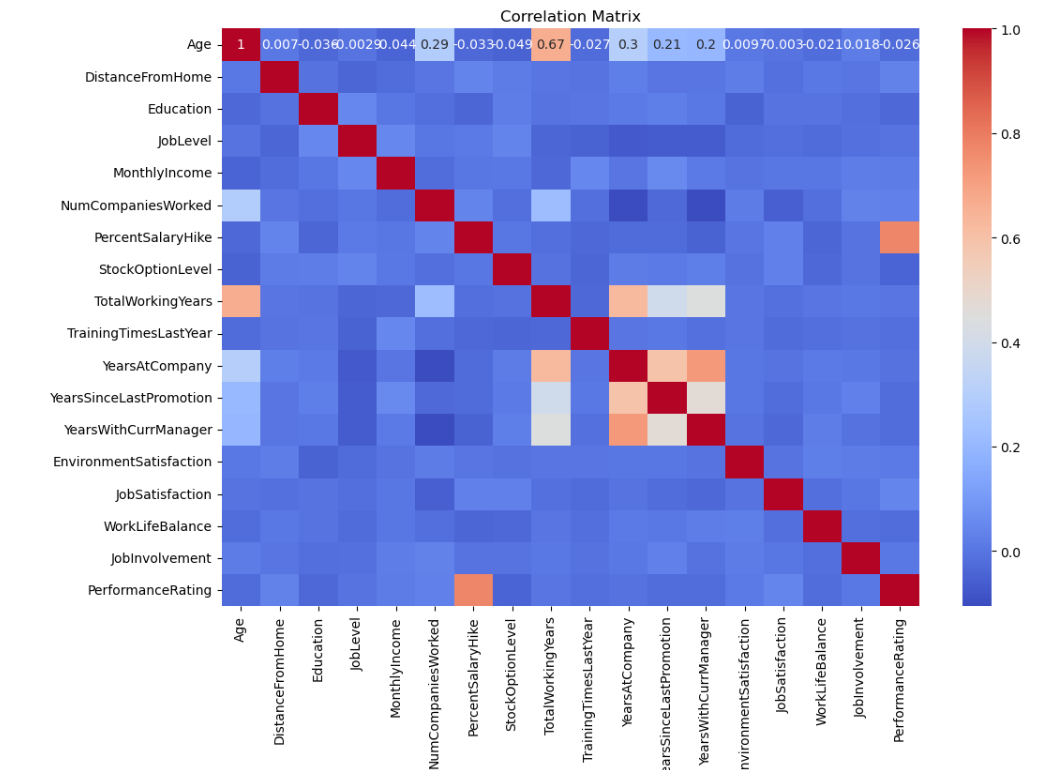 Correlation Matrix
Age
1 0.007 -0.036 0.0029 -0.044 0.29 -0.033 -0.049 0.67 -0.027 0.3 0.21 0.2 0.0097 -0.003 -0.021 0.018 -0.026
DistanceFromHome
Education
JobLevel
MonthlyIncome
NumCompaniesWorked
PercentSalaryHike
StockOptionLevel
TotalWorkingYears
TrainingTimesLastYear
YearsAtCompany
YearsSinceLastPromotion
YearsWithCurrManager
EnvironmentSatisfaction
JobSatisfaction
WorkLifeBalance
JobInvolvement
PerformanceRating
Age
DistanceFromHome
Education
JobLevel
MonthlyIncome
NumCompaniesWorked
PercentSalaryHike
StockOptionLevel
TotalWorkingYears
TrainingTimesLastYear
YearsAtCompany
earsSinceLastPromotion
YearsWithCurrManager
nvironmentSatisfaction
JobSatisfaction
WorkLifeBalance
JobInvolvement
PerformanceRating
1.0
0.8
0.6
0.4
0.2
0.0